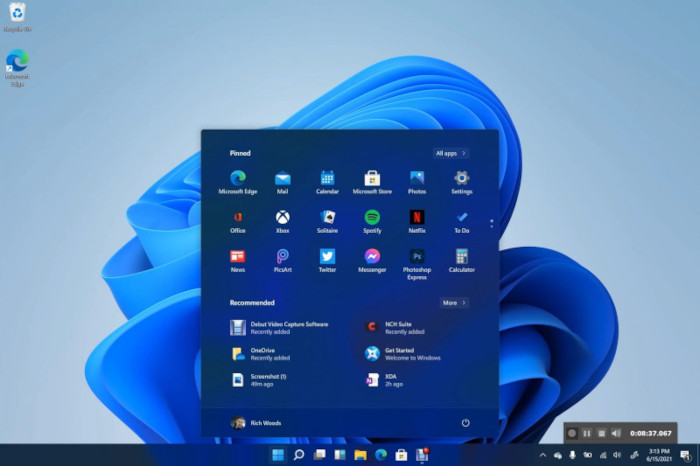 Recycle Bin
Microsoft
Edge
Pinned
All apps >
Microsoft Edge
Mail
Calendar
Microsoft Store
Photos
Settings
Office
Xbox
Solitaire
Spotify
Netflix
To Do
News
PicsArt
Twitter
Messenger
Photoshop
Express
Calculator
Recommended
More >
Debut Video Capture Software
Recently added
NCH Suite
Recently added
OneDrive
Recently added
Get Started
Welcome to Windows
Screenshot (1)
49m ago
XDA
2h ago
Rich Woods
0:08:37.067
3:13 PM
6/15/2021